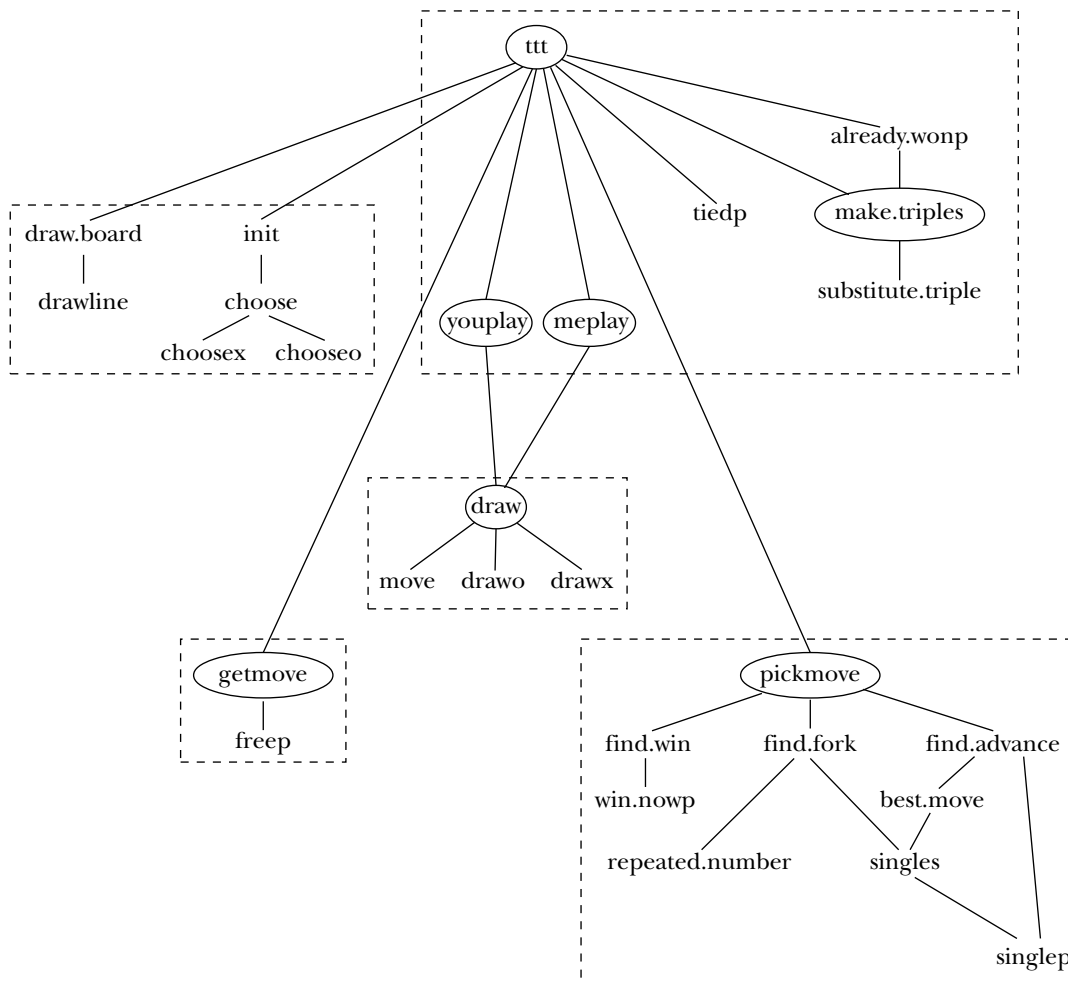 ttt
already.wonp
tiedp
make.triples
draw.board
init
substitute.triple
drawline
choose
youplay
meplay
choosex
chooseo
draw
move
drawo
drawx
getmove
pickmove
freep
find.win
find.fork
find.advance
win.nowp
best.move
repeated.number
singles
singlep